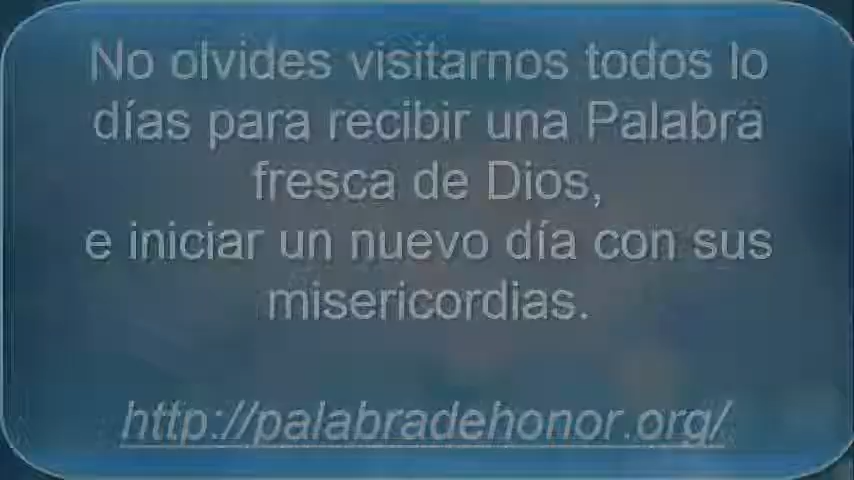 No olvides visitarnos todos lo
días para recibir una Palabra
fresca de Dios,
e iniciar un nuevo día con sus
misericordias.
http://palabradehonor.org/